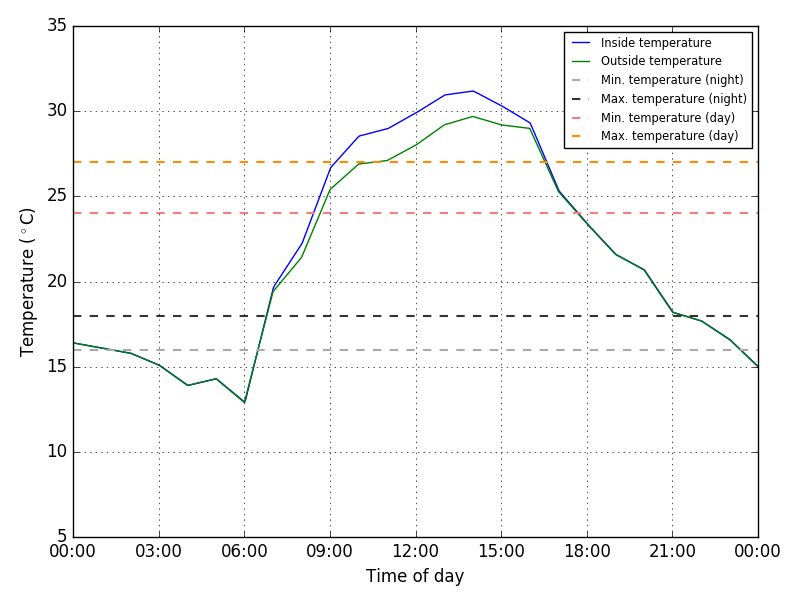 35
30
25
20
15
10
5
Temperature (°C)
Inside temperature
Outside temperature
Min. temperature (night)
Max. temperature (night)
Min. temperature (day)
Max. temperature (day)
00:00 03:00 06:00 09:00 12:00 15:00 18:00 21:00 00:00
Time of day